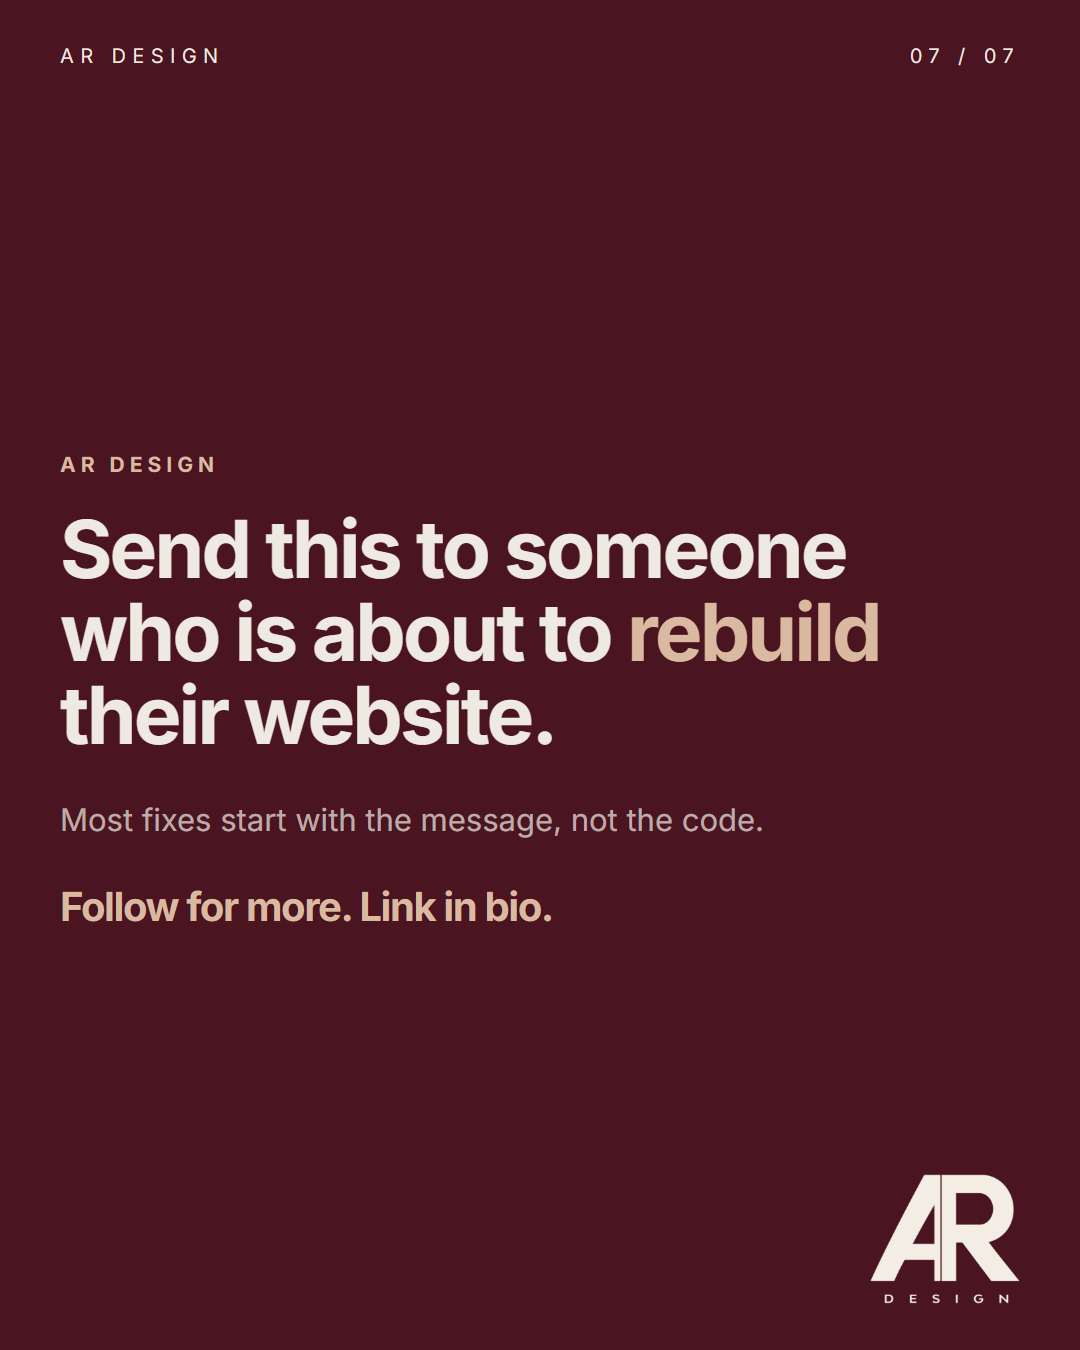 AR DESIGN
07 / 07
AR DESIGN
Send this to someone
who is about to rebuild
their website.
Most fixes start with the message, not the code.
Follow for more. Link in bio.
AR
DESIGN